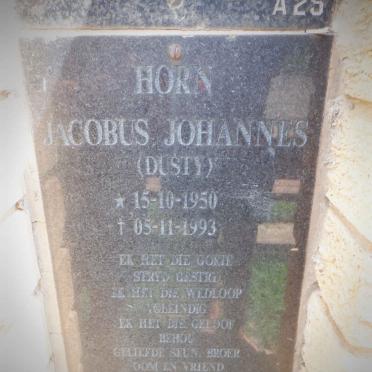 A25
HORN
JACOBUS JOHANNES
(DUSTY)
★ 15-10-1950
† 05-11-1993
EK HET DIE GOEIE
STRYD GESTRY
EK HET DIE WEDLOOP
VOLEINDIG
EK HET DIE GELOOF
BEHOU
GELIEFDE SEUN, BROER
OOM EN VRIEND